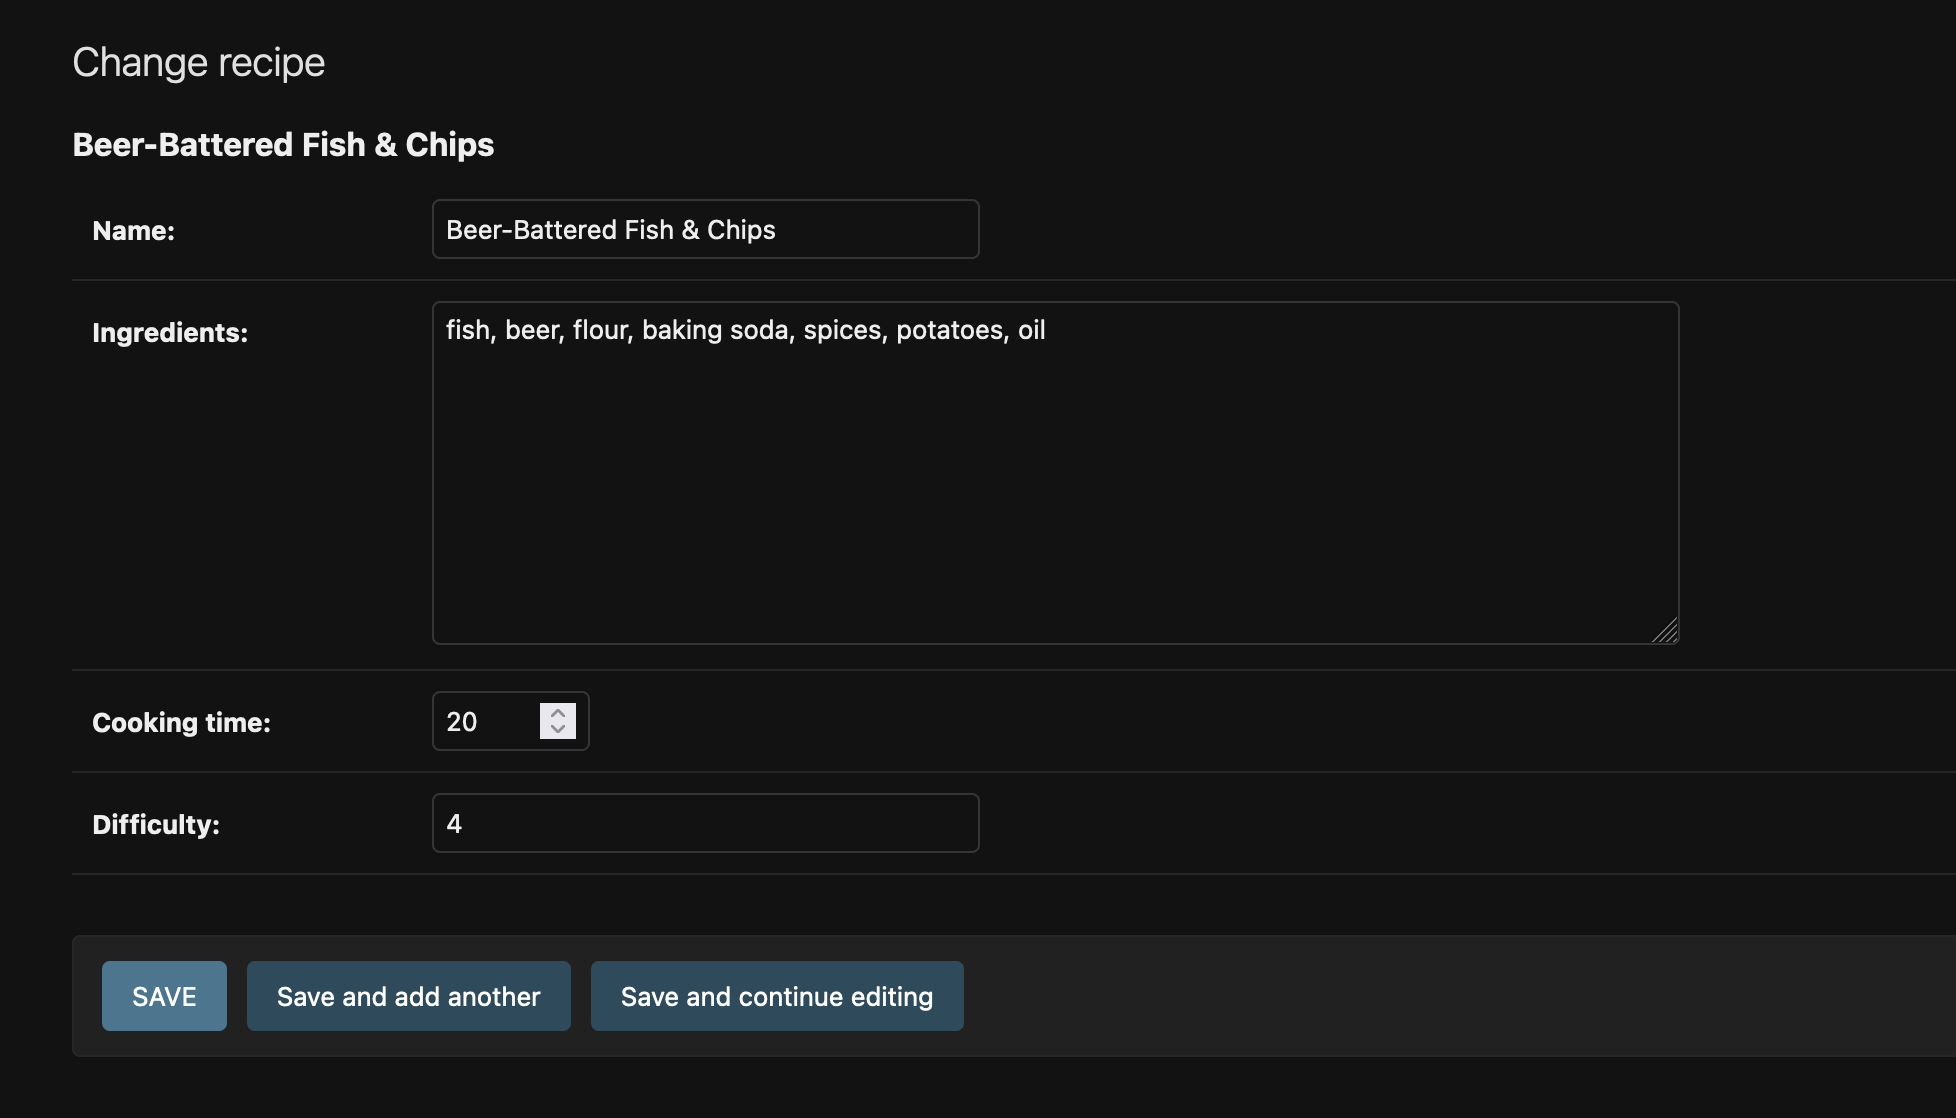 Change recipe
Beer-Battered Fish & Chips
Name: Beer-Battered Fish & Chips
Ingredients: fish, beer, flour, baking soda, spices, potatoes, oil
Cooking time: 20
Difficulty: 4
SAVE Save and add another Save and continue editing